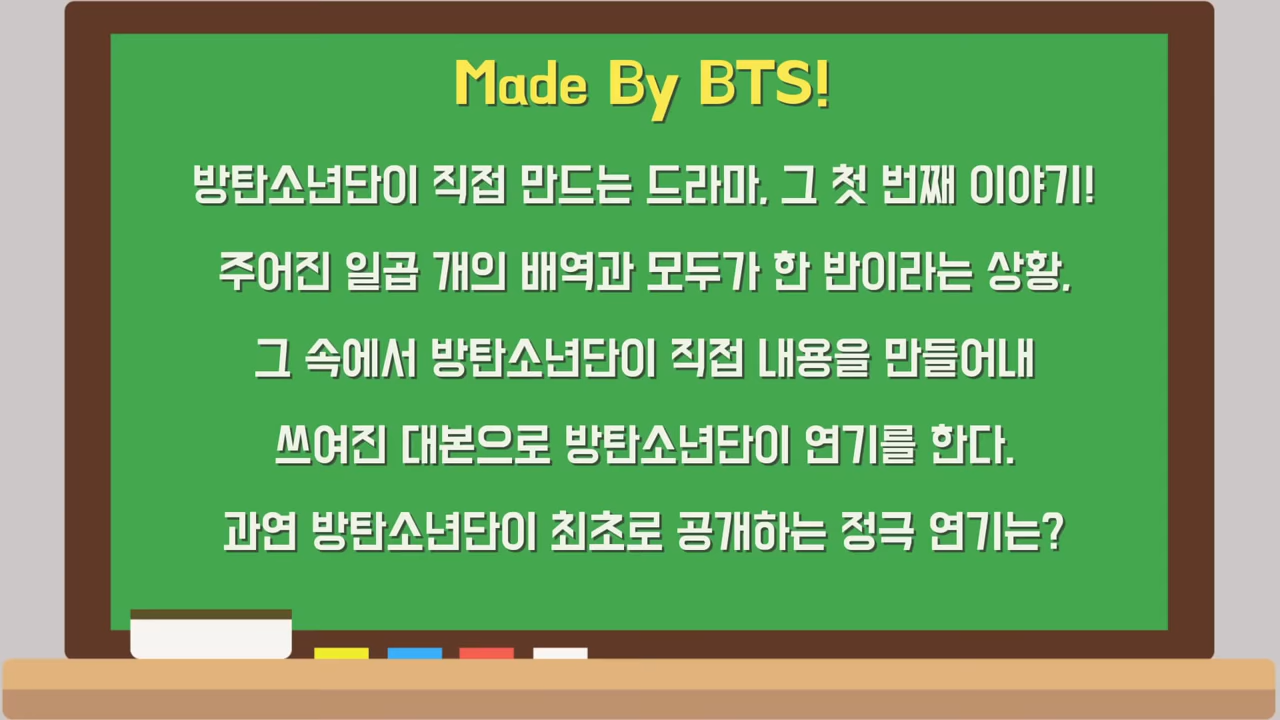 Made By BTS!
방탄소년단이 직접 만드는 드라마, 그 첫 번째 이야기!
주어진 일곱 개의 배역과 모두가 한 반이라는 상황,
그 속에서 방탄소년단이 직접 내용을 만들어내
쓰여진 대본으로 방탄소년단이 연기를 한다.
과연 방탄소년단이 최초로 공개하는 정극 연기는?